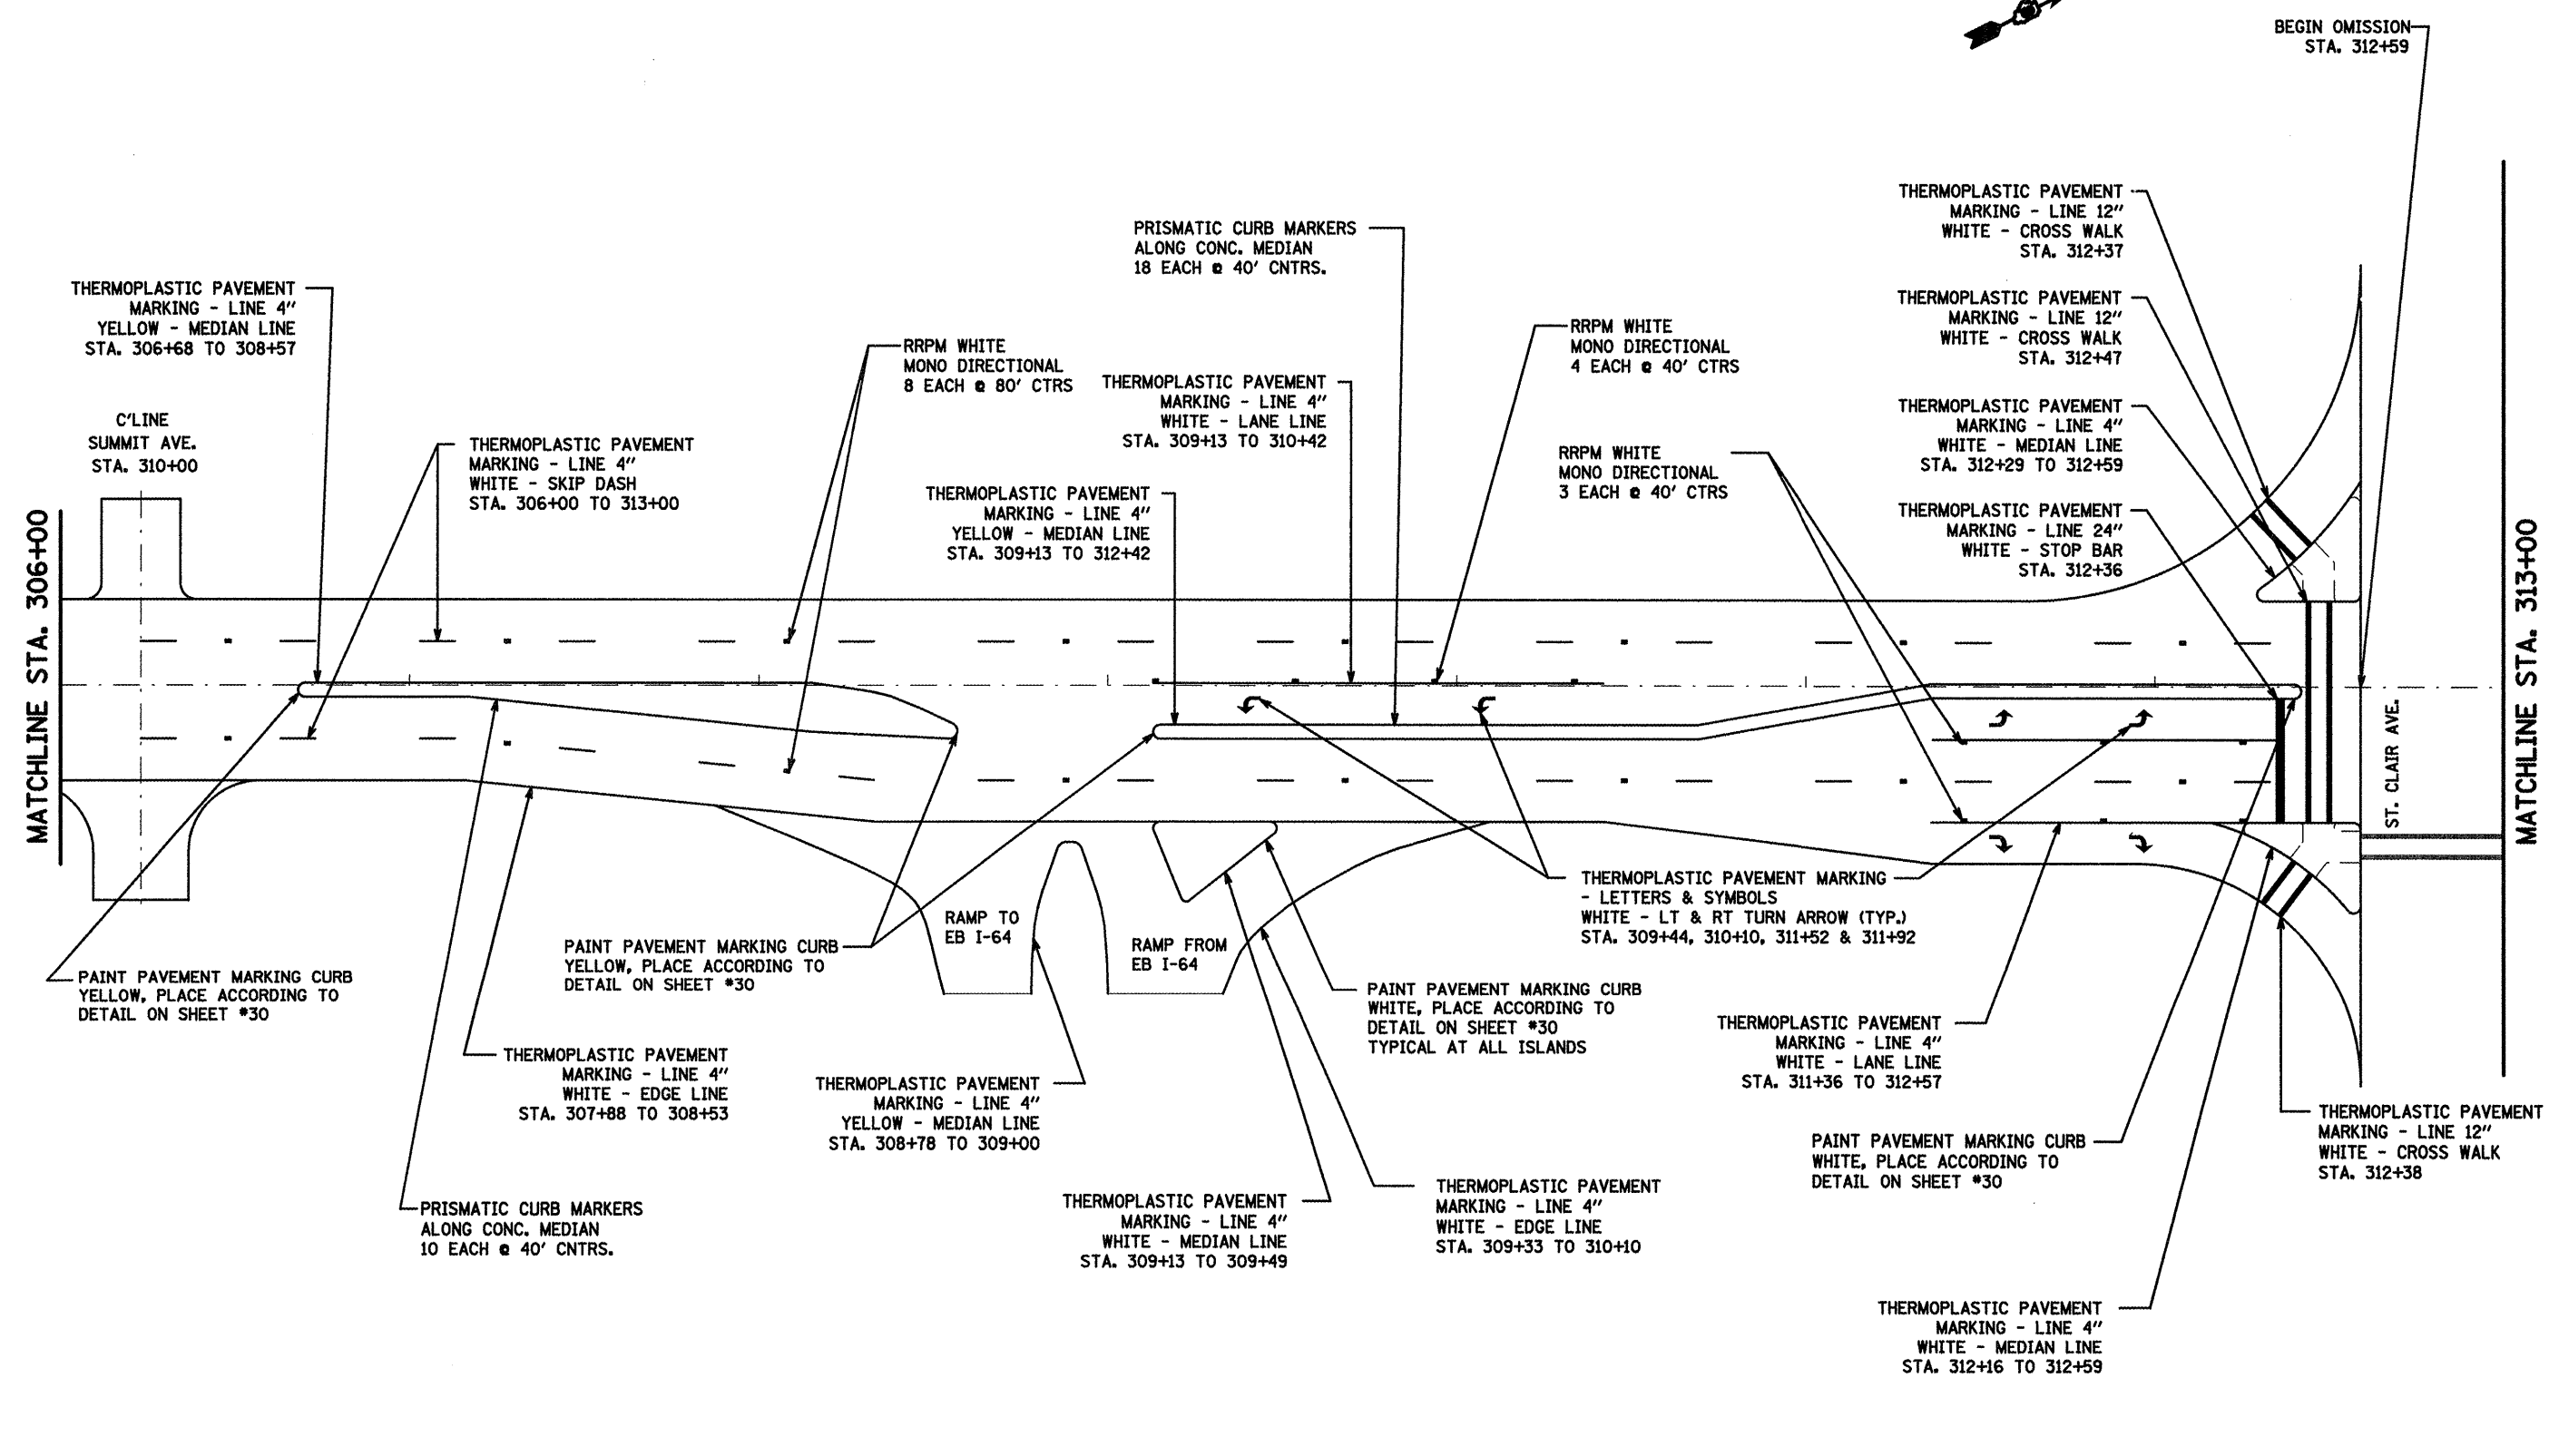 BEGIN OMISSION
STA. 312+59
THERMOPLASTIC PAVEMENT
MARKING - LINE 12"
WHITE - CROSS WALK
STA. 312+37
PRISMATIC CURB MARKERS
ALONG CONC. MEDIAN
18 EACH @ 40' CNTRS.
THERMOPLASTIC PAVEMENT
MARKING - LINE 4"
YELLOW - MEDIAN LINE
STA. 306+68 TO 308+57
THERMOPLASTIC PAVEMENT
MARKING - LINE 12"
WHITE - CROSS WALK
STA. 312+47
RRPM WHITE
MONO DIRECTIONAL
8 EACH @ 80' CTRS
RRPM WHITE
MONO DIRECTIONAL
4 EACH @ 40' CTRS
THERMOPLASTIC PAVEMENT
MARKING - LINE 4"
WHITE - LANE LINE
STA. 309+13 TO 310+42
THERMOPLASTIC PAVEMENT
MARKING - LINE 4"
WHITE - MEDIAN LINE
STA. 312+29 TO 312+59
C'LINE
SUMMIT AVE.
STA. 310+00
THERMOPLASTIC PAVEMENT
MARKING - LINE 4"
WHITE - SKIP DASH
STA. 306+00 TO 313+00
RRPM WHITE
MONO DIRECTIONAL
3 EACH @ 40' CTRS
THERMOPLASTIC PAVEMENT
MARKING - LINE 4"
YELLOW - MEDIAN LINE
STA. 309+13 TO 312+42
THERMOPLASTIC PAVEMENT
MARKING - LINE 24"
WHITE - STOP BAR
STA. 312+36
MATCHLINE STA. 306+00
MATCHLINE STA. 313+00
ST. CLAIR AVE.
THERMOPLASTIC PAVEMENT MARKING
- LETTERS & SYMBOLS
WHITE - LT & RT TURN ARROW (TYP.)
STA. 309+44, 310+10, 311+52 & 311+92
RAMP TO
EB I-64
RAMP FROM
EB I-64
PAINT PAVEMENT MARKING CURB
YELLOW, PLACE ACCORDING TO
DETAIL ON SHEET #30
PAINT PAVEMENT MARKING CURB
YELLOW, PLACE ACCORDING TO
DETAIL ON SHEET #30
PAINT PAVEMENT MARKING CURB
WHITE, PLACE ACCORDING TO
DETAIL ON SHEET #30
TYPICAL AT ALL ISLANDS
THERMOPLASTIC PAVEMENT
MARKING - LINE 4"
WHITE - LANE LINE
STA. 311+36 TO 312+57
THERMOPLASTIC PAVEMENT
MARKING - LINE 4"
WHITE - EDGE LINE
STA. 307+88 TO 308+53
THERMOPLASTIC PAVEMENT
MARKING - LINE 4"
YELLOW - MEDIAN LINE
STA. 308+78 TO 309+00
THERMOPLASTIC PAVEMENT
MARKING - LINE 12"
WHITE - CROSS WALK
STA. 312+38
PAINT PAVEMENT MARKING CURB
WHITE, PLACE ACCORDING TO
DETAIL ON SHEET #30
PRISMATIC CURB MARKERS
ALONG CONC. MEDIAN
10 EACH @ 40' CNTRS.
THERMOPLASTIC PAVEMENT
MARKING - LINE 4"
WHITE - MEDIAN LINE
STA. 309+13 TO 309+49
THERMOPLASTIC PAVEMENT
MARKING - LINE 4"
WHITE - EDGE LINE
STA. 309+33 TO 310+10
THERMOPLASTIC PAVEMENT
MARKING - LINE 4"
WHITE - MEDIAN LINE
STA. 312+16 TO 312+59